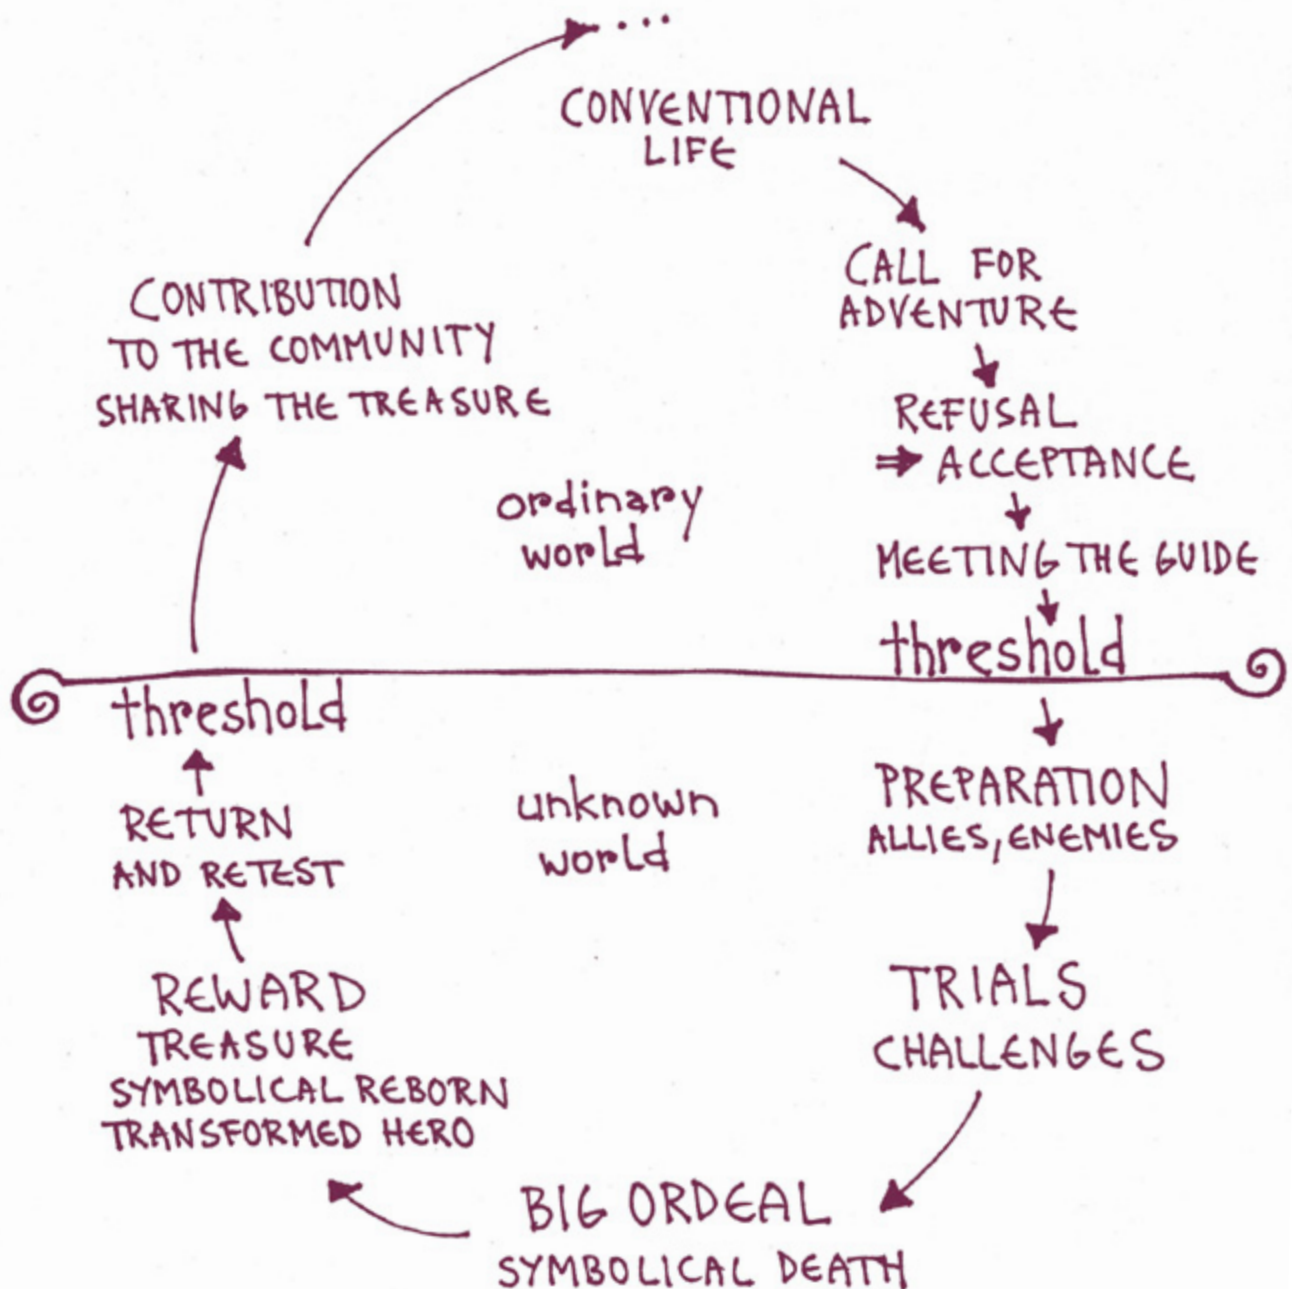 ....
CONVENTIONAL
LIFE
CALL FOR
ADVENTURE
REFUSAL
⇒ ACCEPTANCE
MEETING THE GUIDE
threshold
PREPARATION
ALLIES, ENEMIES
TRIALS
CHALLENGES
BIG ORDEAL
SYMBOLICAL DEATH
REWARD
TREASURE
SYMBOLICAL REBORN
TRANSFORMED HERO
RETURN
AND RETEST
threshold
CONTRIBUTION
TO THE COMMUNITY
SHARING THE TREASURE
ordinary
world
unknown
world